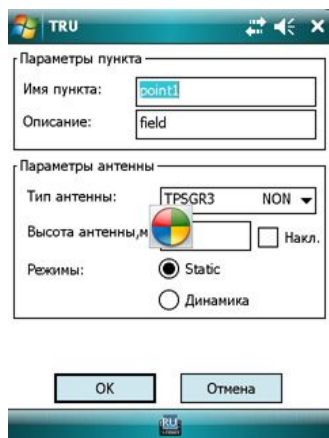 TRU
Параметры пункта
Имя пункта: point1
Описание: field
Параметры антенны
Тип антенны: TPSGR3 NON
Высота антенны,м Накл.
Режимы: Static
Динамика
OK Отмена
RU